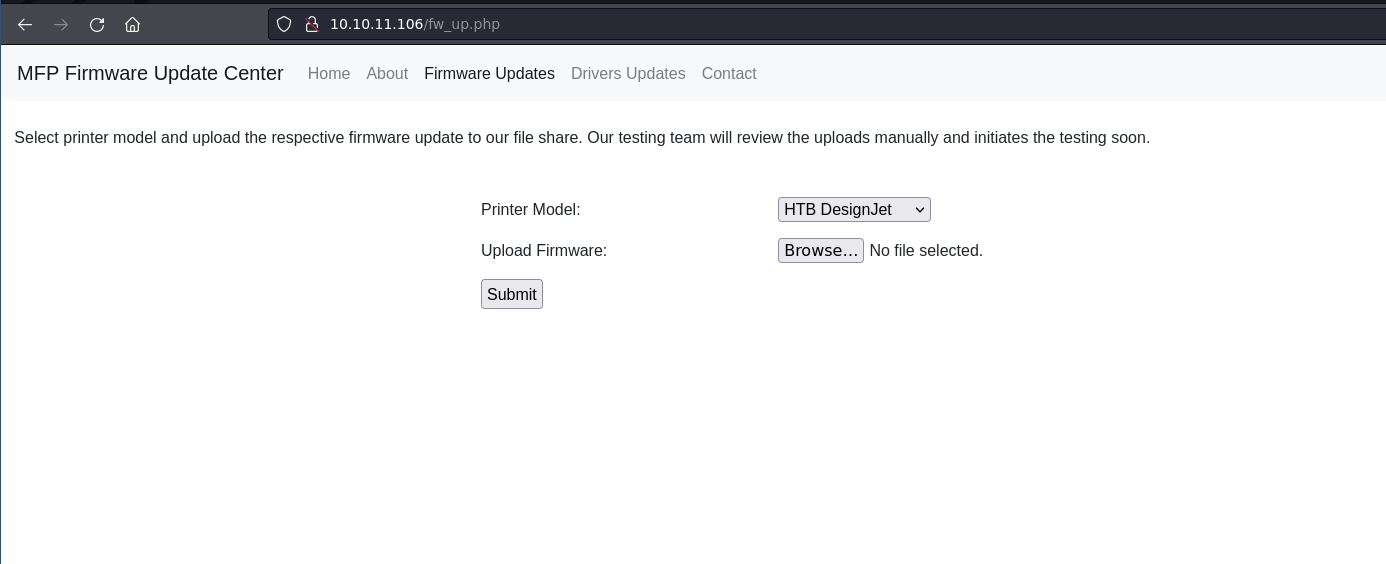 10.10.11.106/fw_up.php
MFP Firmware Update Center Home About Firmware Updates Drivers Updates Contact
Select printer model and upload the respective firmware update to our file share. Our testing team will review the uploads manually and initiates the testing soon.
Printer Model: HTB DesignJet
Upload Firmware: Browse... No file selected.
Submit